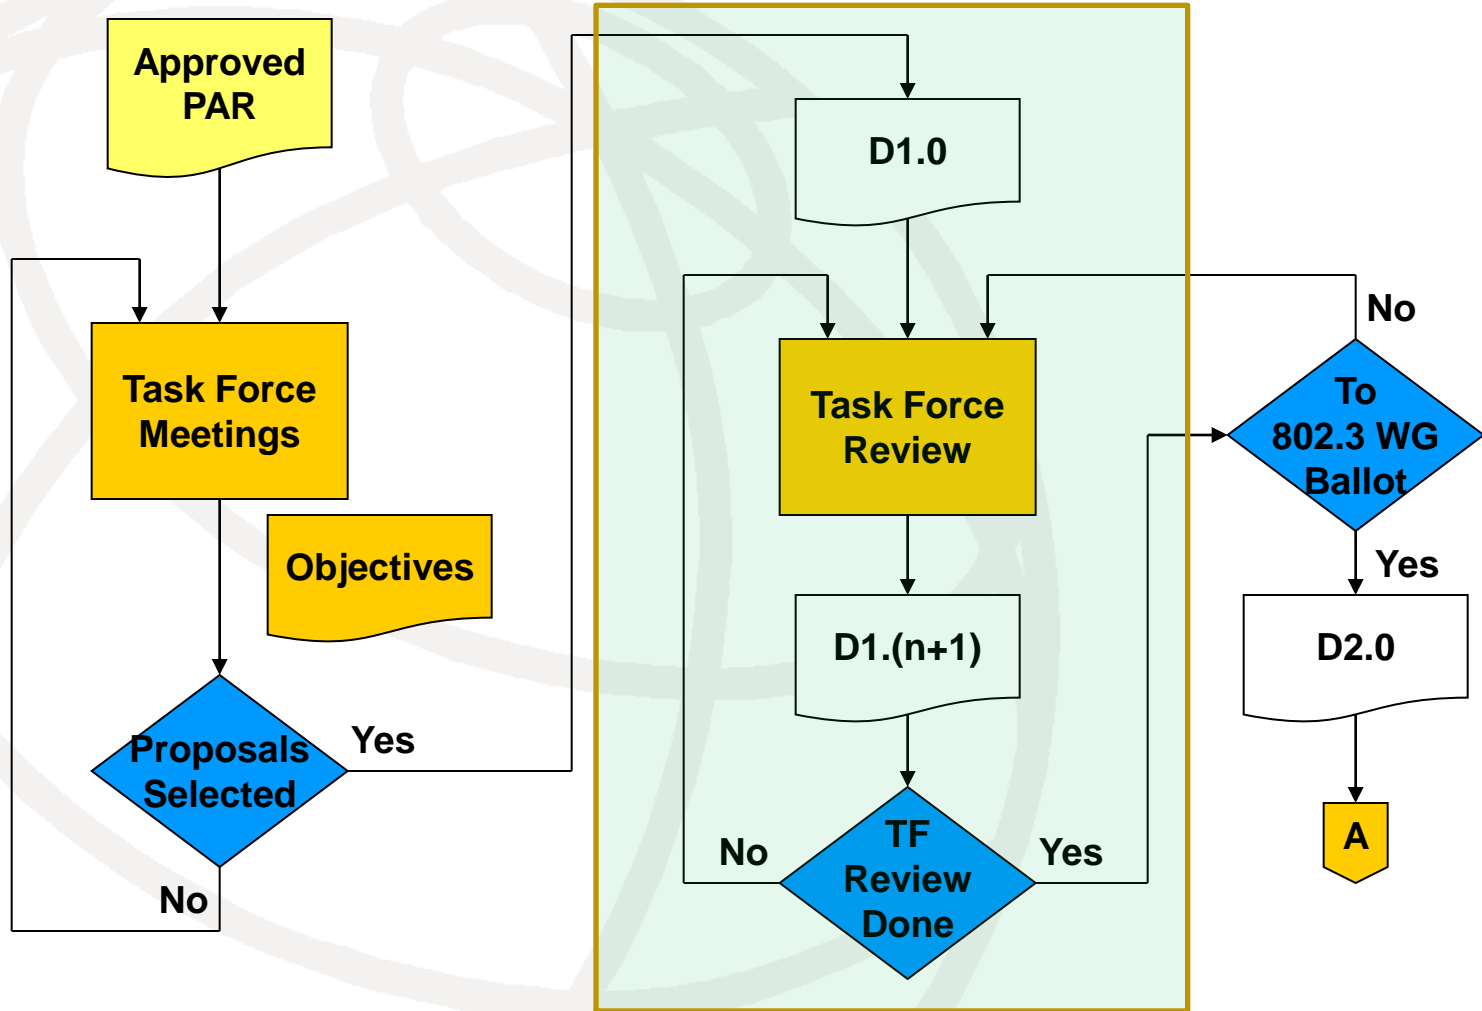 Approved
PAR
Task Force
Meetings
Objectives
Proposals
Selected
Yes
No
D1.0
Task Force
Review
D1.(n+1)
TF
Review
Done
No
Yes
To
802.3 WG
Ballot
No
Yes
D2.0
A